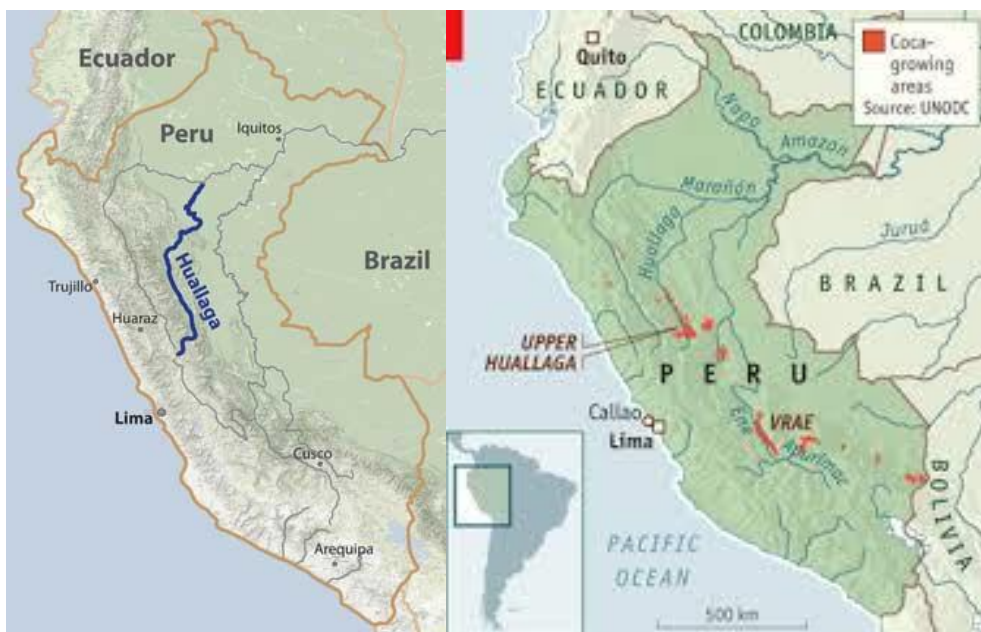 Ecuador
Peru
Iquitos
Brazil
Huallaga
Trujillo
Huaraz
Lima
Cusco
Arequipa
COLOMBIA
Quito
ECUADOR
Coca-
growing
areas
Source: UNODC
Napo
Amazon
Marañón
Huallaga
Juruá
BRAZIL
UPPER
HUALLAGA
PERU
Callao
Lima
Ene
VRAE
Apurímac
BOLIVIA
PACIFIC
OCEAN
500 km